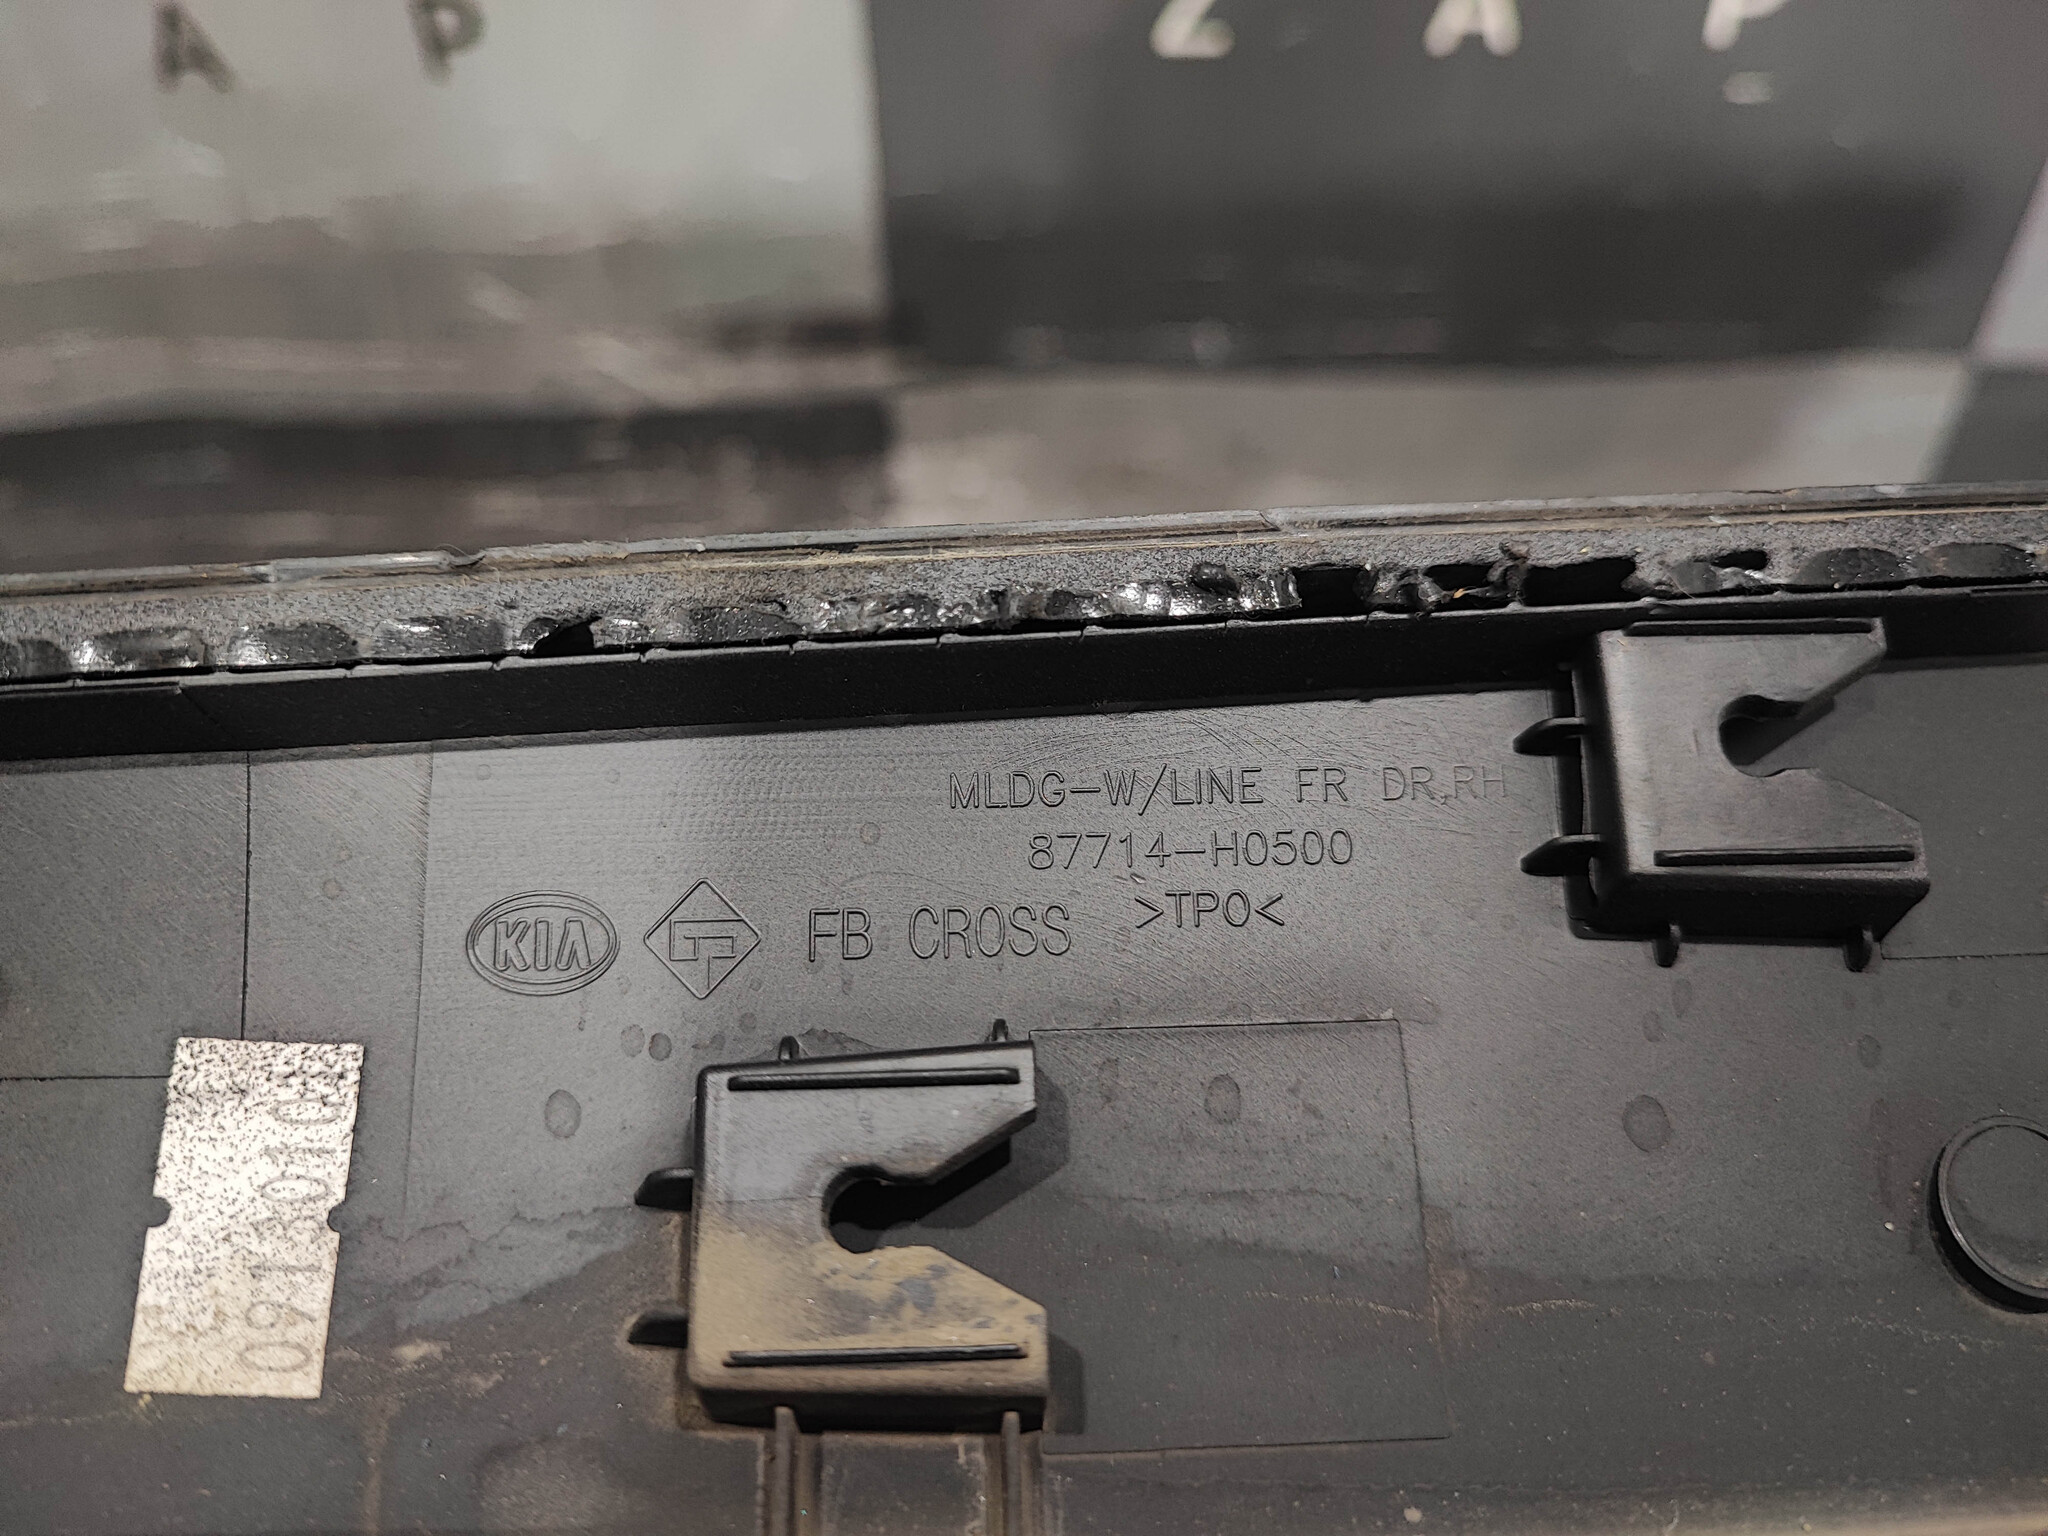 A P
Z A P
MLDG-W/LINE FR DR,RH
87714-H0500
>TPO<
KIA
FB CROSS